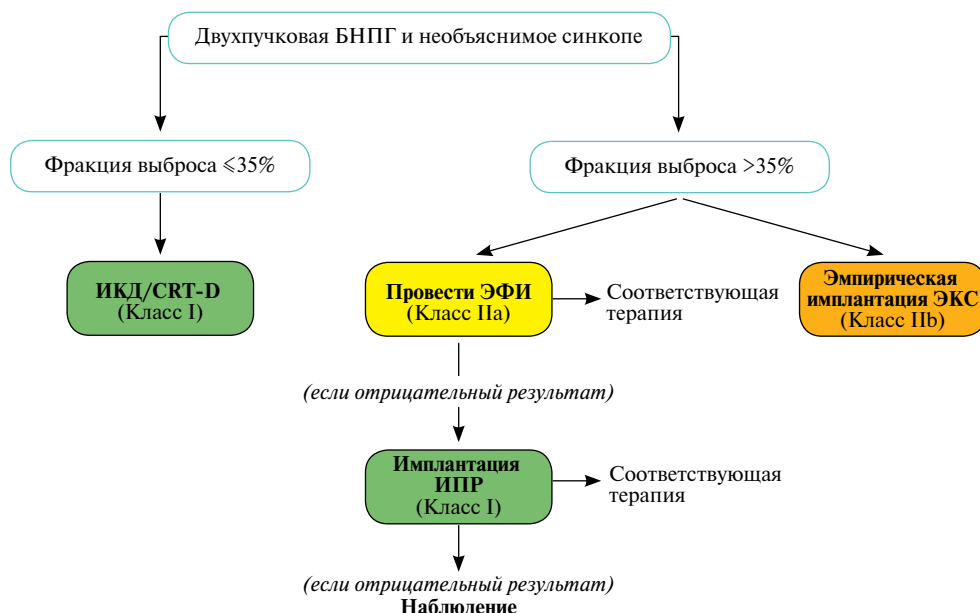 Двухпучковая БНПГ и необъяснимое синкопе
Фракция выброса ⩽35%
Фракция выброса >35%
ИКД/CRT-D
(Класс I)
Провести ЭФИ
(Класс IIa)
Соответствующая
терапия
Эмпирическая
имплантация ЭКС
(Класс IIb)
(если отрицательный результат)
Имплантация
ИПР
(Класс I)
Соответствующая
терапия
(если отрицательный результат)
Наблюдение